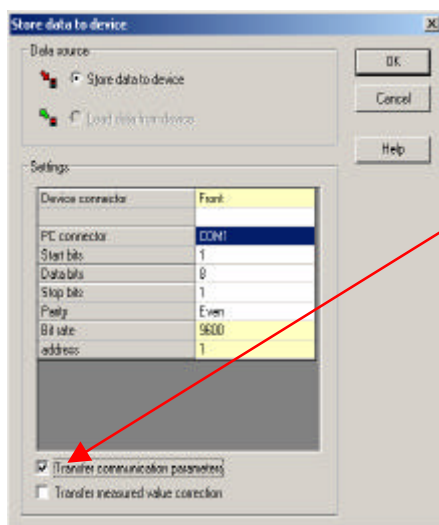 Store data to device
Data source
OK
Store data to device
Cancel
Load data from device
Help
Settings
Device connector Front
PC connector COM1
Start bits 1
Data bits 8
Stop bits 1
Parity Even
Bit rate 9600
address 1
Transfer communication parameters
Transfer measured value correction